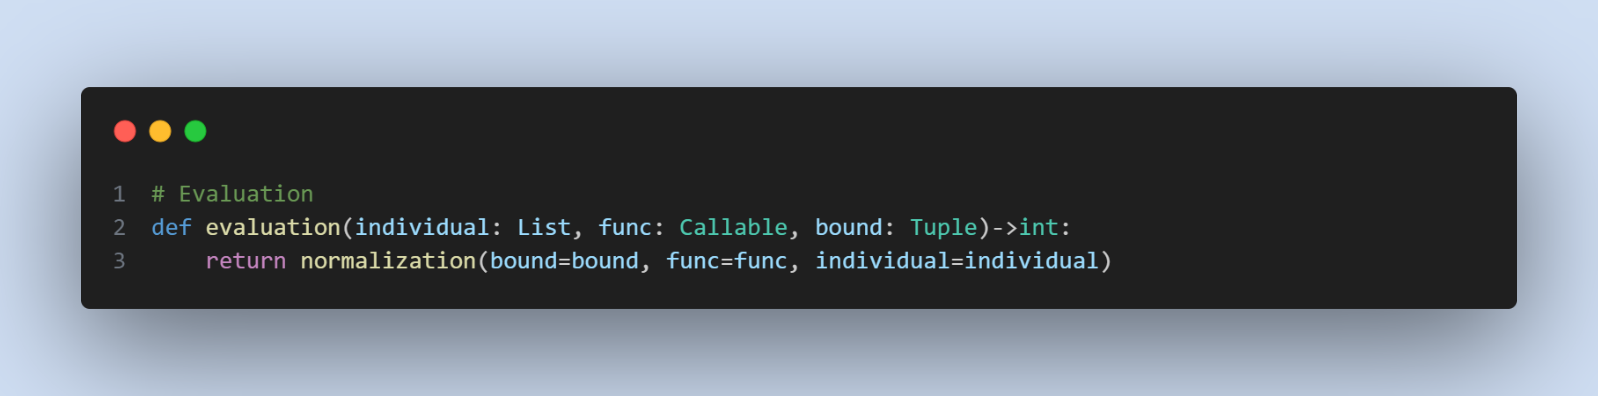 1 # Evaluation
2 def evaluation(individual: List, func: Callable, bound: Tuple)->int:
3     return normalization(bound=bound, func=func, individual=individual)